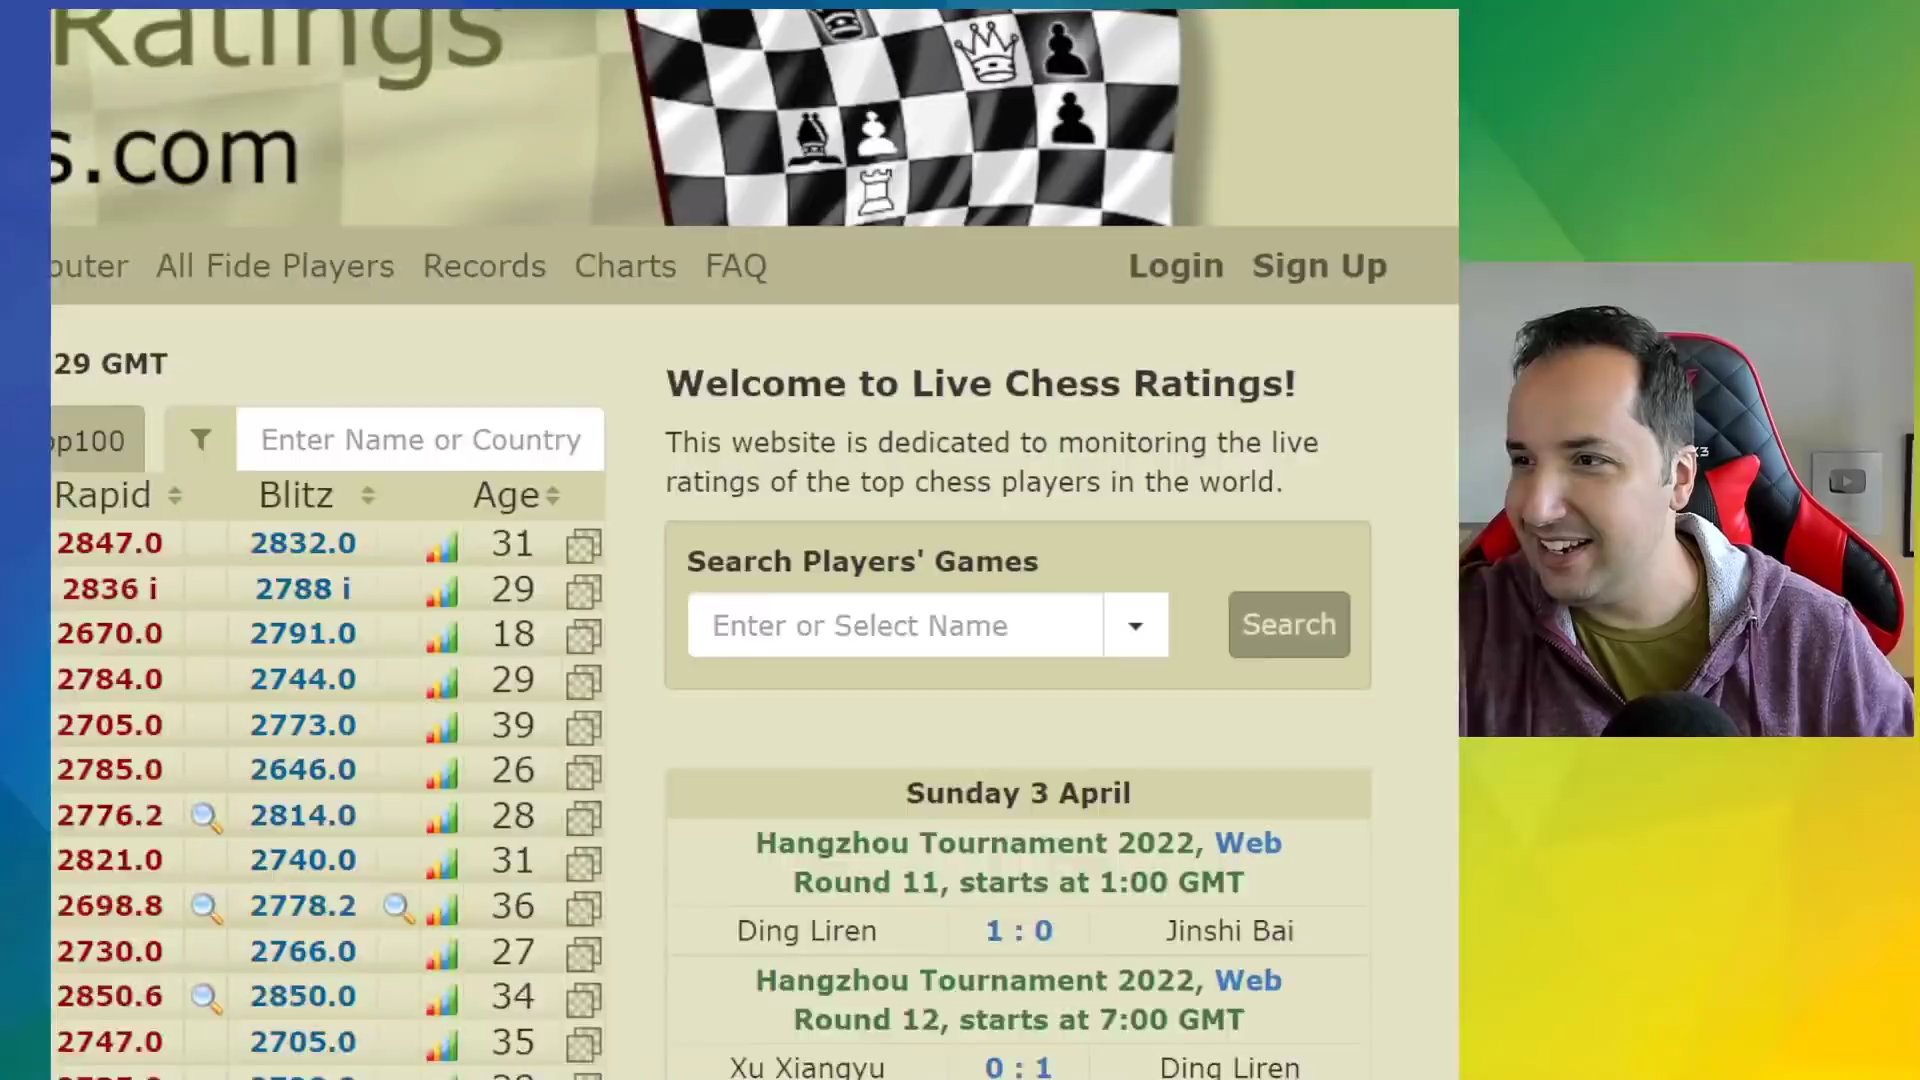 Ratings
s.com
All Fide Players Records Charts FAQ Login Sign Up
29 GMT
Enter Name or Country
Rapid Blitz Age
2847.0 2832.0 31
2836 i 2788 i 29
2670.0 2791.0 18
2784.0 2744.0 29
2705.0 2773.0 39
2785.0 2646.0 26
2776.2 2814.0 28
2821.0 2740.0 31
2698.8 2778.2 36
2730.0 2766.0 27
2850.6 2850.0 34
2747.0 2705.0 35
Welcome to Live Chess Ratings!
This website is dedicated to monitoring the live
ratings of the top chess players in the world.
Search Players' Games
Enter or Select Name Search
Sunday 3 April
Hangzhou Tournament 2022, Web
Round 11, starts at 1:00 GMT
Ding Liren 1 : 0 Jinshi Bai
Hangzhou Tournament 2022, Web
Round 12, starts at 7:00 GMT
Xu Xiangyu 0 : 1 Ding Liren